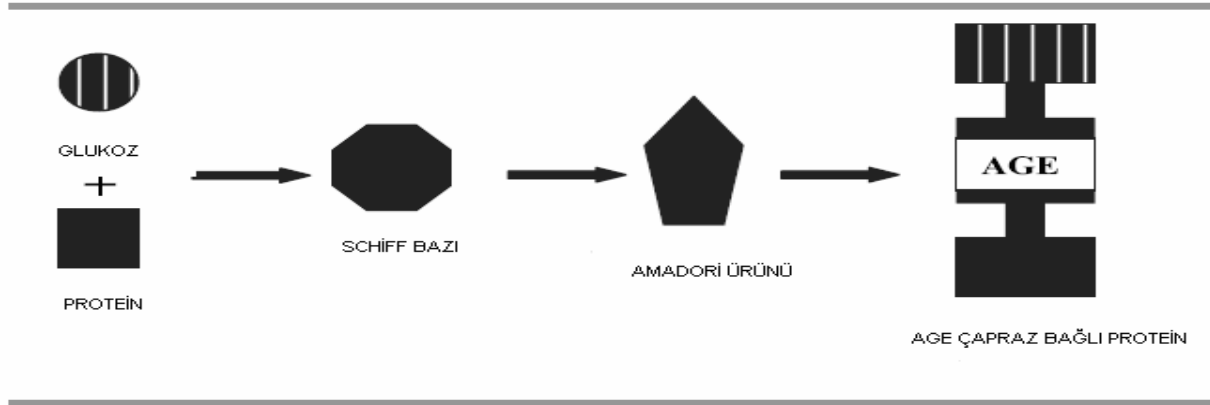 GLUKOZ
+
PROTEİN
SCHİFF BAZI
AMADORİ ÜRÜNÜ
AGE
AGE ÇAPRAZ BAĞLI PROTEİN